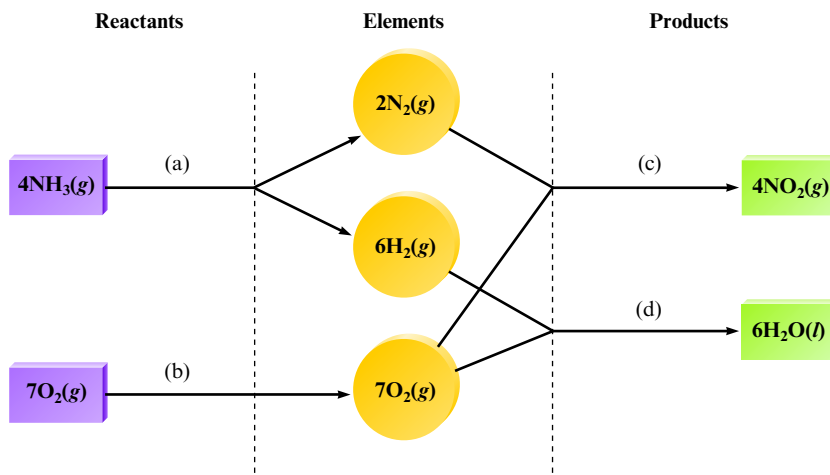 Reactants Elements Products
2N₂(g)
(a) (c)
4NH₃(g) 4NO₂(g)
6H₂(g)
(d)
6H₂O(l)
(b)
7O₂(g) 7O₂(g)